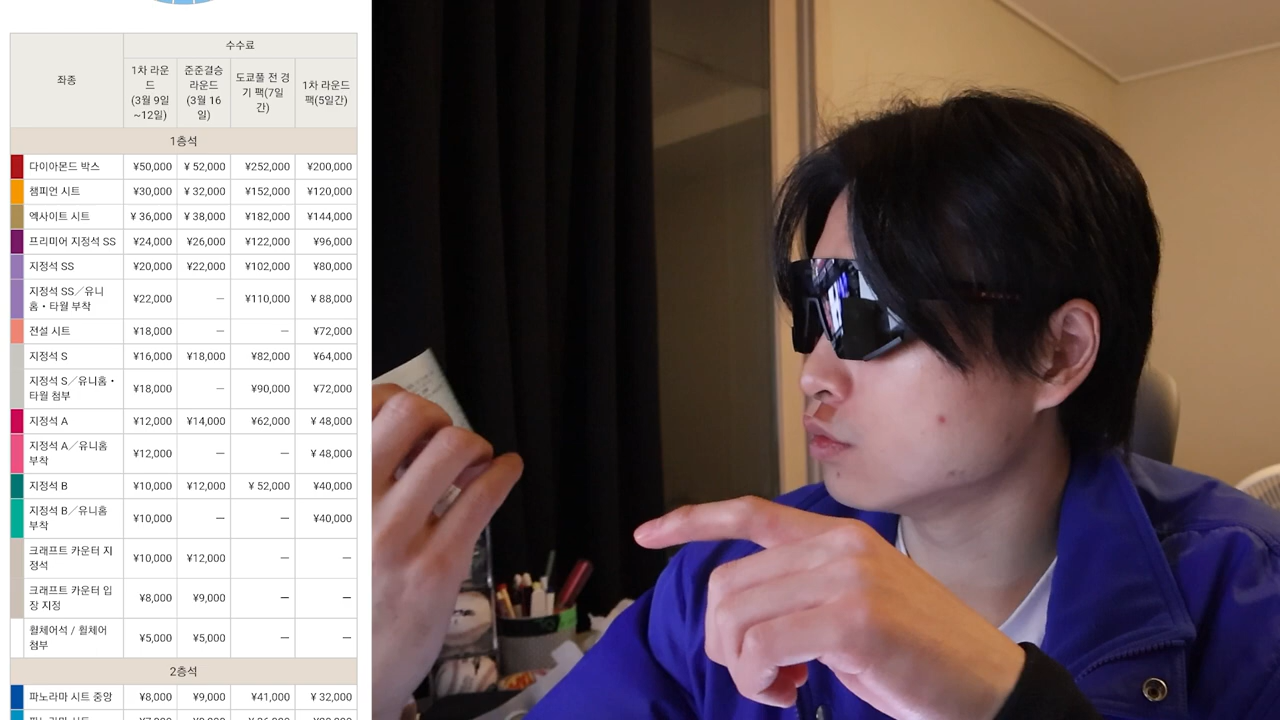 좌종
수수료
1차 라운
드
(3월 9일
~12일)
준준결승
라운드
(3월 16
일)
도쿄풀 전 경
기 팩(7일
간)
1차 라운드
팩(5일간)
1층석
다이아몬드 박스 ¥50,000 ¥ 52,000 ¥252,000 ¥200,000
챔피언 시트 ¥30,000 ¥ 32,000 ¥152,000 ¥120,000
엑사이트 시트 ¥ 36,000 ¥ 38,000 ¥182,000 ¥144,000
프리미어 지정석 SS ¥24,000 ¥26,000 ¥122,000 ¥96,000
지정석 SS ¥20,000 ¥22,000 ¥102,000 ¥80,000
지정석 SS／유니
홈・타월 부착 ¥22,000 — ¥110,000 ¥ 88,000
전설 시트 ¥18,000 — — ¥72,000
지정석 S ¥16,000 ¥18,000 ¥82,000 ¥64,000
지정석 S／유니홈・
타월 첨부 ¥18,000 — ¥90,000 ¥72,000
지정석 A ¥12,000 ¥14,000 ¥62,000 ¥ 48,000
지정석 A／유니홈
부착 ¥12,000 — — ¥ 48,000
지정석 B ¥10,000 ¥12,000 ¥ 52,000 ¥40,000
지정석 B／유니홈
부착 ¥10,000 — — ¥40,000
크래프트 카운터 지
정석 ¥10,000 ¥12,000 — —
크래프트 카운터 입
장 지정 ¥8,000 ¥9,000 — —
휠체어석 / 휠체어
첨부 ¥5,000 ¥5,000 — —
2층석
파노라마 시트 중앙 ¥8,000 ¥9,000 ¥41,000 ¥ 32,000